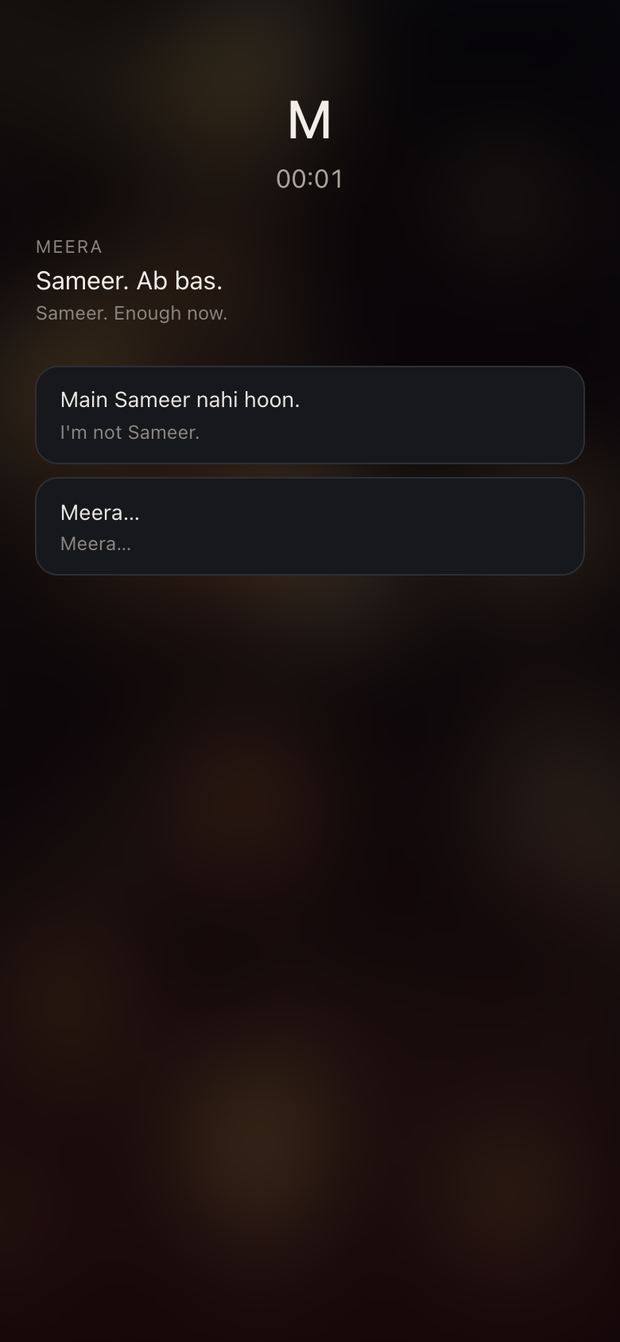 M
00:01
MEERA
Sameer. Ab bas.
Sameer. Enough now.
Main Sameer nahi hoon.
I'm not Sameer.
Meera...
Meera...